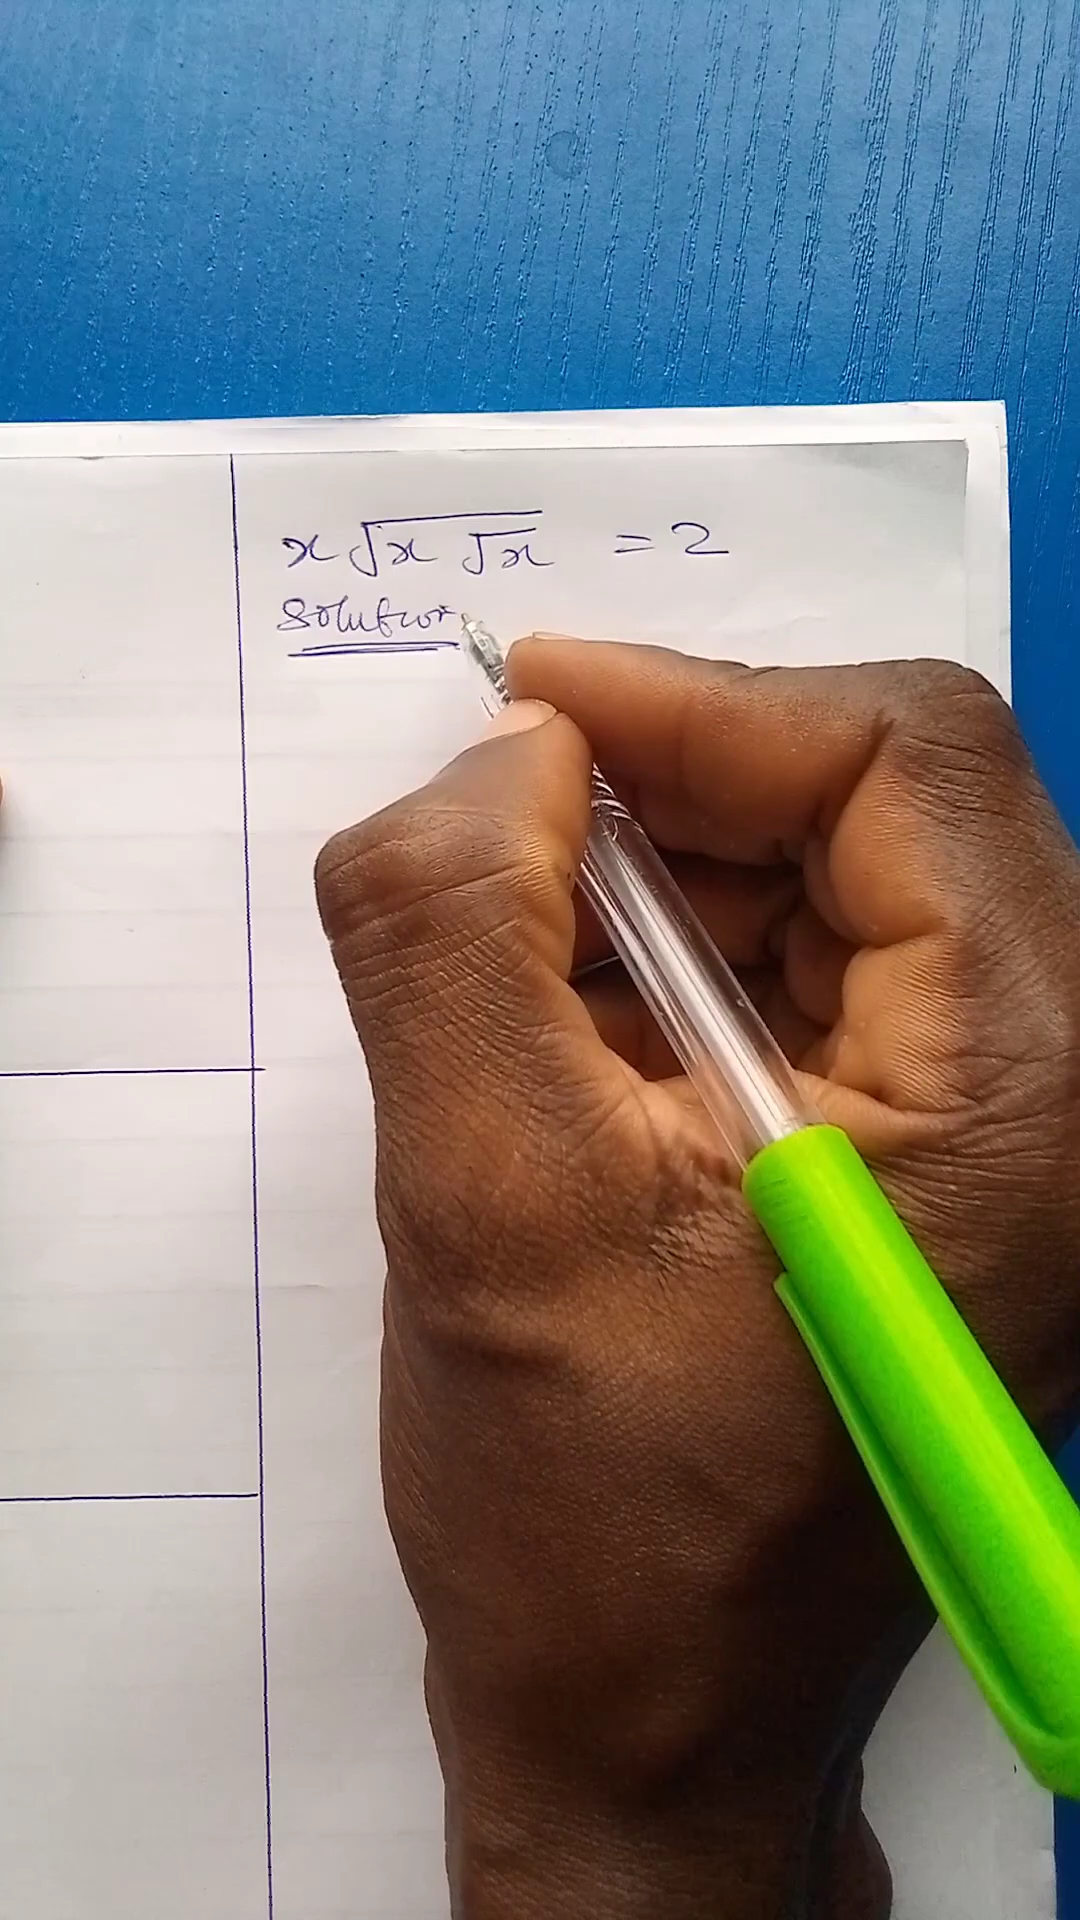 x√(x√x) = 2
Solution